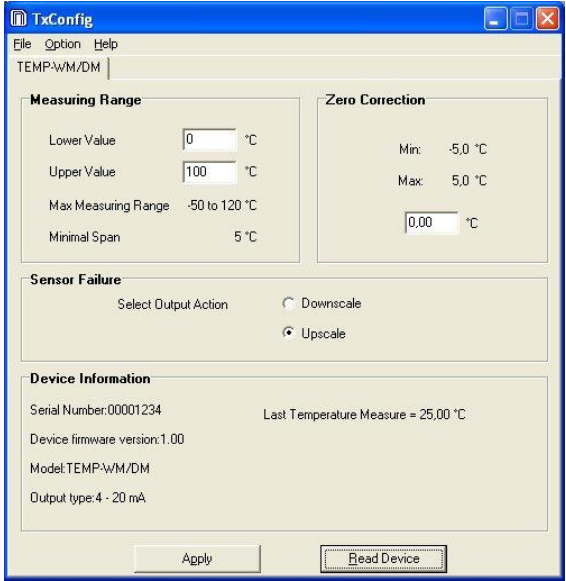 TxConfig
File Option Help
TEMP-WM/DM
Measuring Range
Lower Value 0 °C
Upper Value 100 °C
Max Measuring Range -50 to 120 °C
Minimal Span 5 °C
Zero Correction
Min: -5,0 °C
Max: 5,0 °C
0,00 °C
Sensor Failure
Select Output Action Downscale
Upscale
Device Information
Serial Number:00001234
Last Temperature Measure = 25,00 °C
Device firmware version:1.00
Model:TEMP-WM/DM
Output type:4 - 20 mA
Apply Read Device